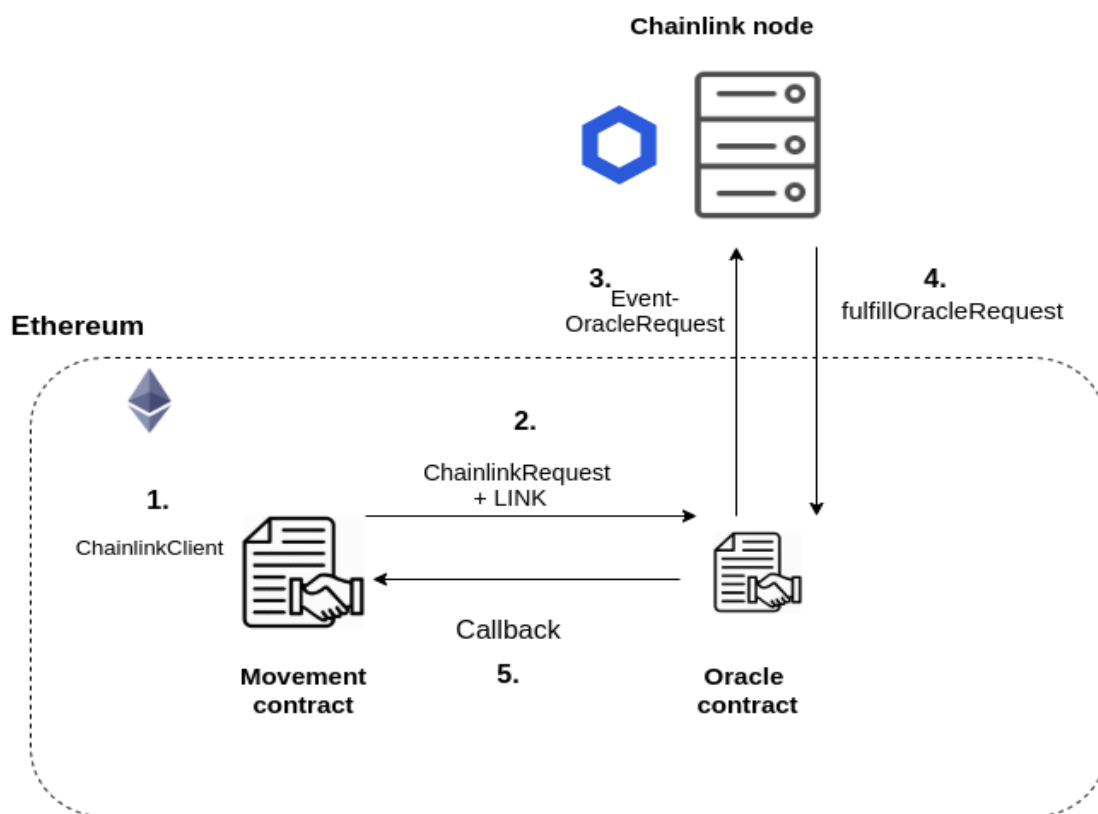 Chainlink node
3.
Event-
OracleRequest
4.
fulfillOracleRequest
Ethereum
2.
ChainlinkRequest
+ LINK
1.
ChainlinkClient
Callback
5.
Movement
contract
Oracle
contract